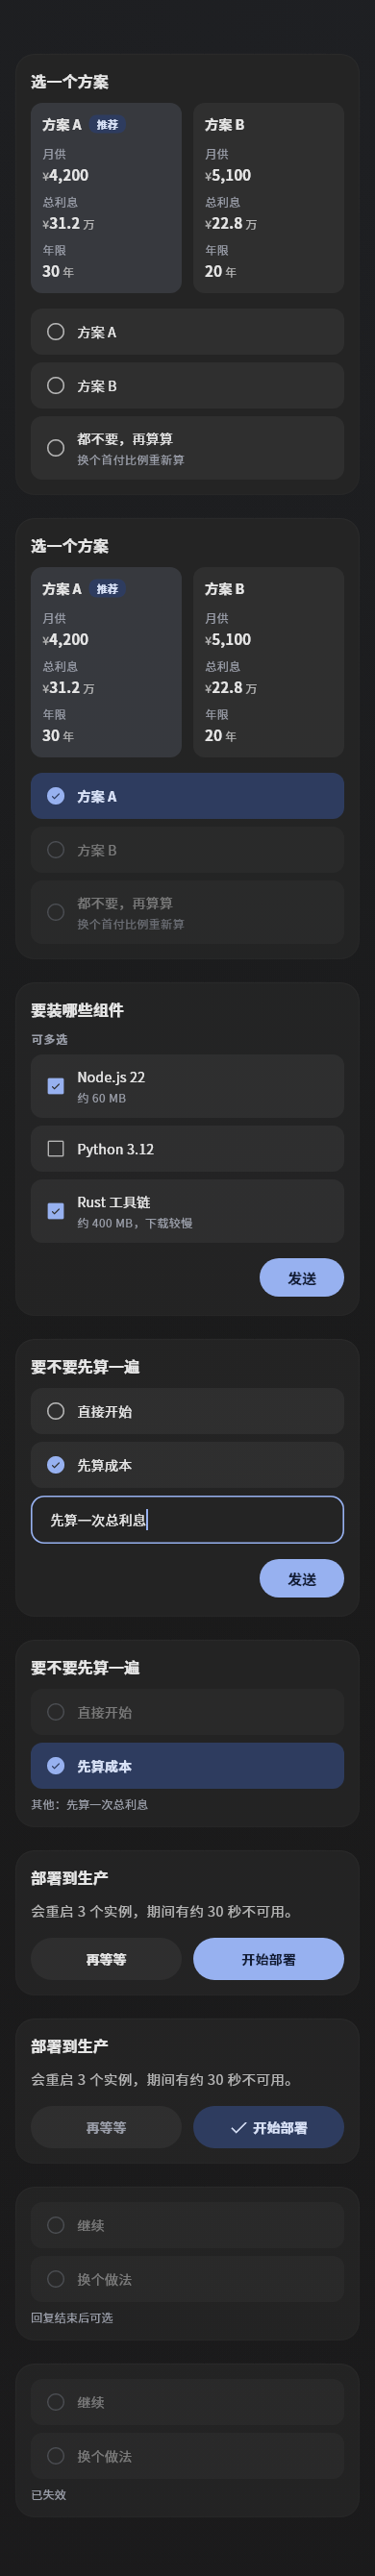 选一个方案
方案 A 推荐
月供
¥4,200
总利息
¥31.2 万
年限
30 年
方案 B
月供
¥5,100
总利息
¥22.8 万
年限
20 年
方案 A
方案 B
都不要，再算算
换个首付比例重新算
选一个方案
方案 A 推荐
月供
¥4,200
总利息
¥31.2 万
年限
30 年
方案 B
月供
¥5,100
总利息
¥22.8 万
年限
20 年
方案 A
方案 B
都不要，再算算
换个首付比例重新算
要装哪些组件
可多选
Node.js 22
约 60 MB
Python 3.12
Rust 工具链
约 400 MB，下载较慢
发送
要不要先算一遍
直接开始
先算成本
先算一次总利息
发送
要不要先算一遍
直接开始
先算成本
其他：先算一次总利息
部署到生产
会重启 3 个实例，期间有约 30 秒不可用。
再等等 开始部署
部署到生产
会重启 3 个实例，期间有约 30 秒不可用。
再等等 开始部署
继续
换个做法
回复结束后可选
继续
换个做法
已失效